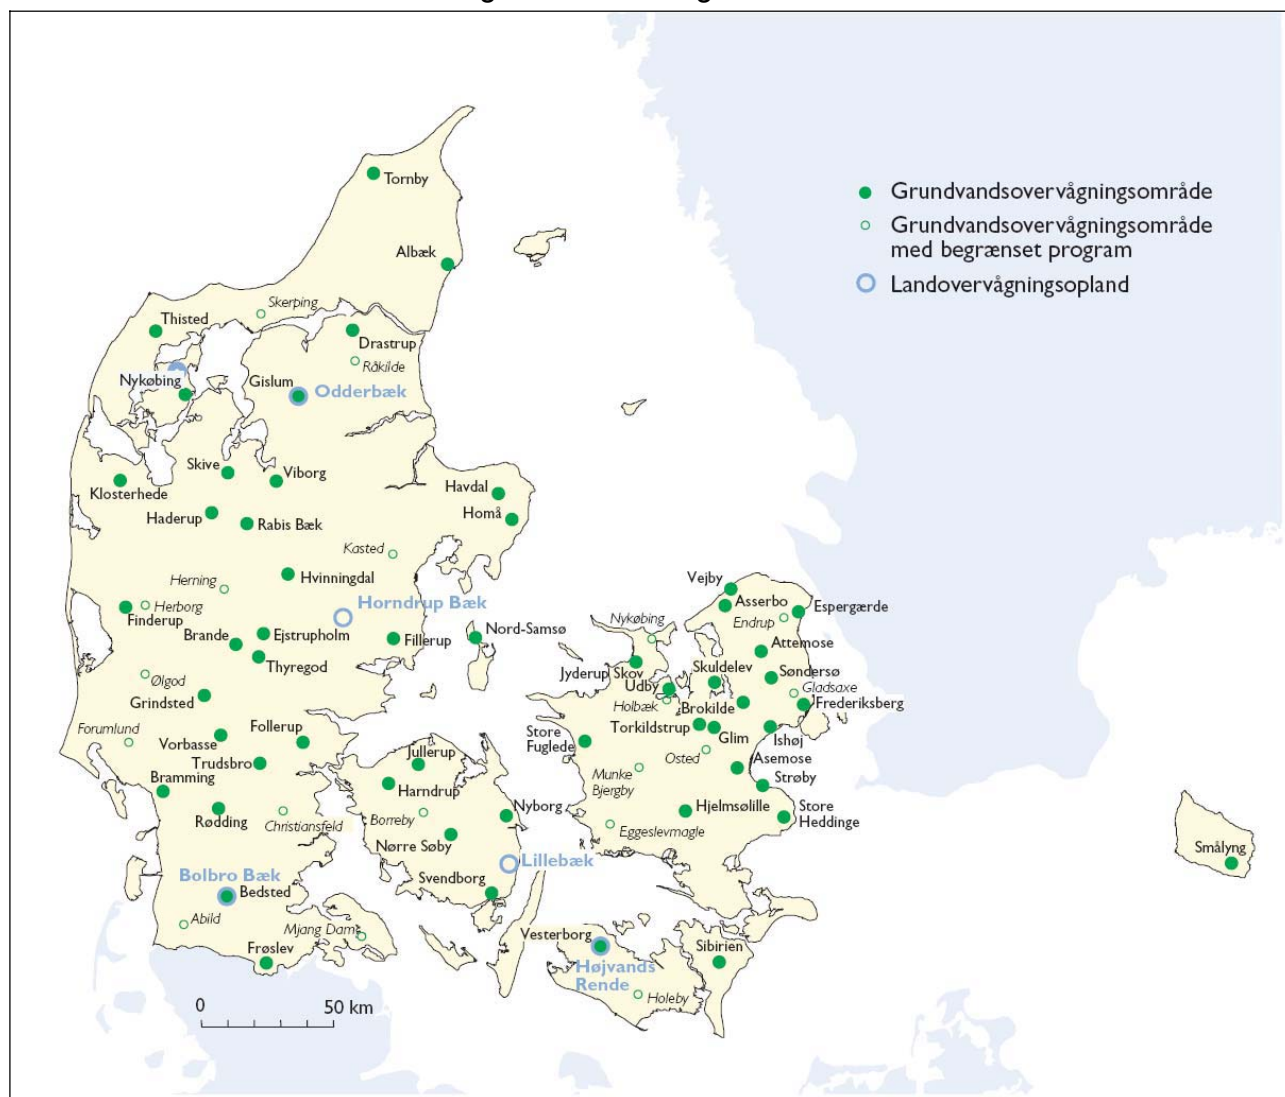 Tornby
Grundvandsovervågningsområde
Grundvandsovervågningsområde
med begrænset program
Landovervågningsopland
Albæk
Skerping
Thisted
Drastrup
Råkilde
Nykøbing
Gislum
Odderbæk
Skive
Viborg
Klosterhede
Havdal
Haderup
Rabis Bæk
Homå
Kasted
Hvinningdal
Herning
Herborg
Finderup
Horndrup Bæk
Brande
Ejstrupholm
Fillerup
Nord-Samsø
Thyregod
Ølgod
Grindsted
Forumlund
Vorbasse
Follerup
Trudsbro
Bramming
Rødding
Christiansfeld
Jullerup
Harndrup
Borreby
Nyborg
Nørre Søby
Lillebæk
Svendborg
Bolbro Bæk
Bedsted
Abild
Mjang Dam
Frøslev
Vejby
Asserbo
Espergærde
Endrup
Nykøbing
Attemose
Jyderup Skov
Skuldelev
Søndersø
Udby
Gladsaxe
Holbæk
Brokilde
Frederiksberg
Torkildstrup
Glim
Ishøj
Store
Fuglede
Osted
Asemose
Munke
Bjergby
Strøby
Hjelmsølille
Store
Heddinge
Eggeslevmagle
Smålyng
Vesterborg
Sibirien
Højvands
Rende
Holeby
0
50 km